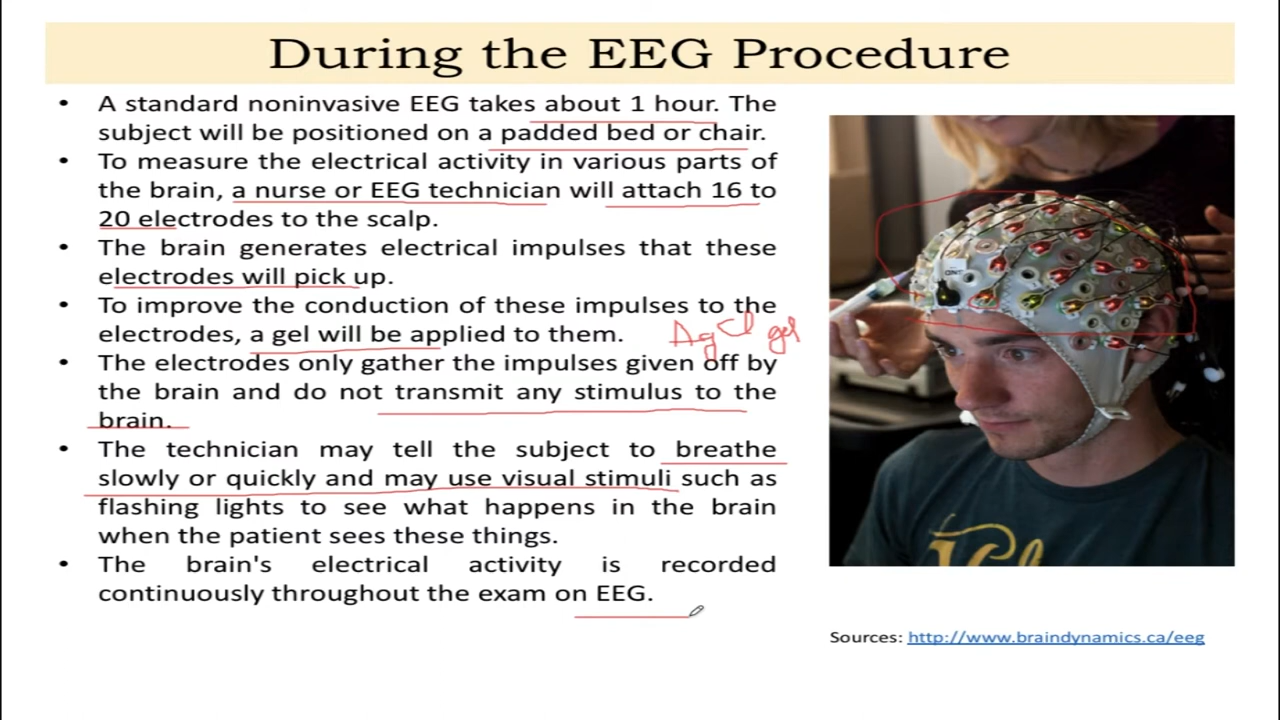 During the EEG Procedure
• A standard noninvasive EEG takes about 1 hour. The
subject will be positioned on a padded bed or chair.
• To measure the electrical activity in various parts of
the brain, a nurse or EEG technician will attach 16 to
20 electrodes to the scalp.
• The brain generates electrical impulses that these
electrodes will pick up.
• To improve the conduction of these impulses to the
electrodes, a gel will be applied to them.
AgCl gel
• The electrodes only gather the impulses given off by
the brain and do not transmit any stimulus to the
brain.
• The technician may tell the subject to breathe
slowly or quickly and may use visual stimuli such as
flashing lights to see what happens in the brain
when the patient sees these things.
• The brain's electrical activity is recorded
continuously throughout the exam on EEG.
Sources: http://www.braindynamics.ca/eeg